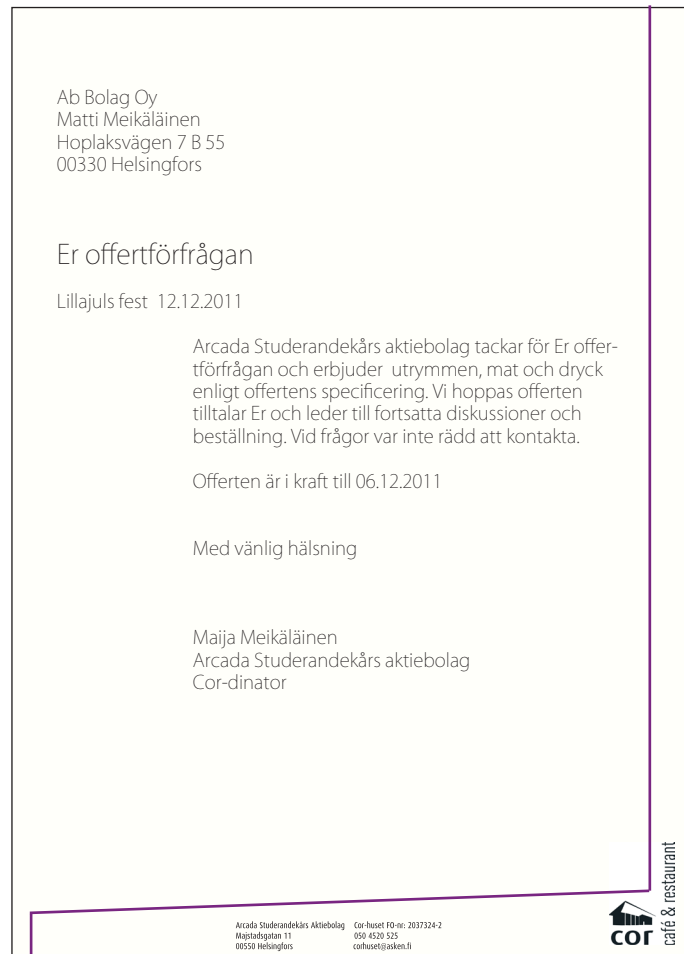 Ab Bolag Oy
Matti Meikäläinen
Hoplaksvägen 7 B 55
00330 Helsingfors
Er offertförfrågan
Lillajuls fest 12.12.2011
Arcada Studerandekårs aktiebolag tackar för Er offer-
tförfrågan och erbjuder utrymmen, mat och dryck
enligt offertens specificering. Vi hoppas offerten
tilltalar Er och leder till fortsatta diskussioner och
beställning. Vid frågor var inte rädd att kontakta.
Offerten är i kraft till 06.12.2011
Med vänlig hälsning
Maija Meikäläinen
Arcada Studerandekårs aktiebolag
Cor-dinator
Arcada Studerandekårs Aktiebolag
Majstadsgatan 11
00550 Helsingfors
Cor-huset FO-nr: 2037324-2
050 4520 525
corhuset@asken.fi
cor
café & restaurant